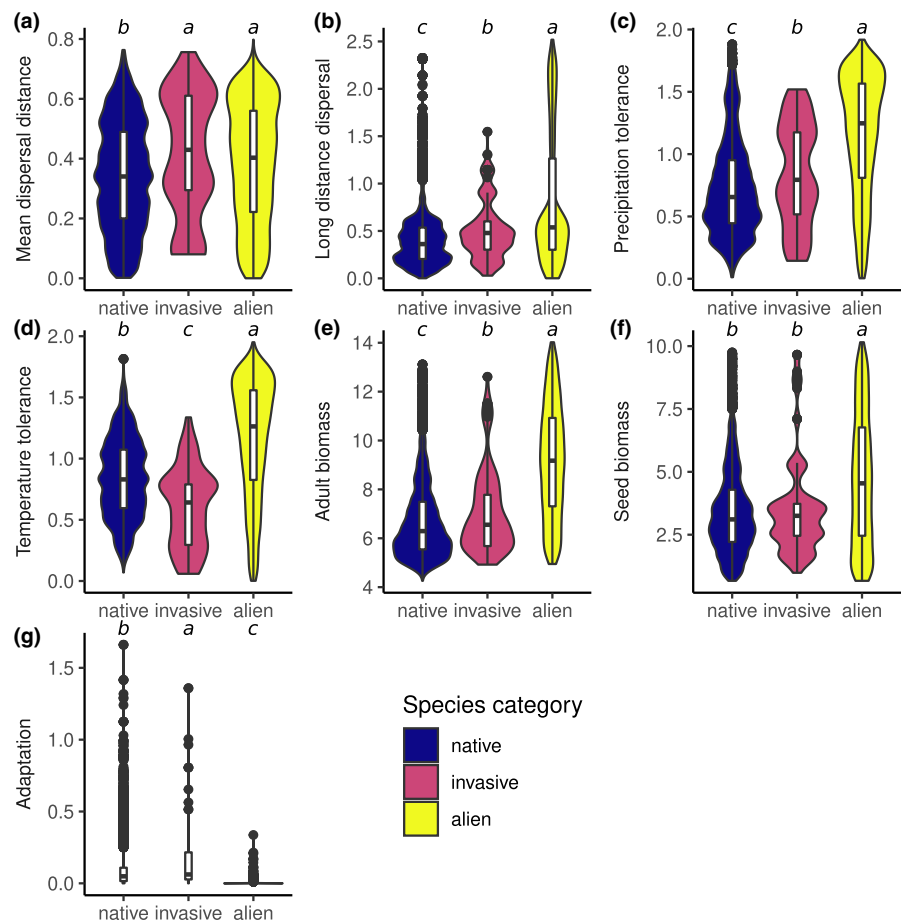 (a) b a a
Mean dispersal distance
0.8
0.6
0.4
0.2
0.0
native invasive alien
(b) c b a
Long distance dispersal
2.5
2.0
1.5
1.0
0.5
0.0
native invasive alien
(c) c b a
Precipitation tolerance
2.0
1.5
1.0
0.5
0.0
native invasive alien
(d) b c a
Temperature tolerance
2.0
1.5
1.0
0.5
0.0
native invasive alien
(e) c b a
Adult biomass
14
12
10
8
6
4
native invasive alien
(f) b b a
Seed biomass
10.0
7.5
5.0
2.5
native invasive alien
(g) b a c
Adaptation
1.5
1.0
0.5
0.0
native invasive alien
Species category
native
invasive
alien